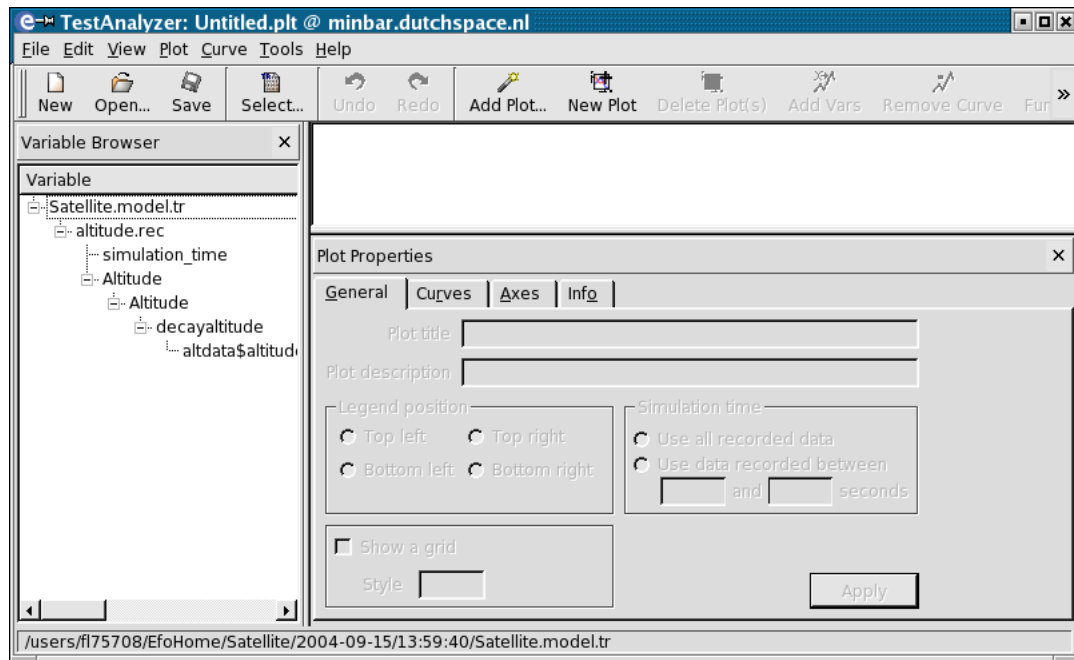 TestAnalyzer: Untitled.plt @ minbar.dutchspace.nl
File Edit View Plot Curve Tools Help
New Open... Save Select... Undo Redo Add Plot... New Plot Delete Plot(s) Add Vars Remove Curve Fun »
Variable Browser
Variable
Satellite.model.tr
altitude.rec
simulation_time
Altitude
Altitude
decayaltitude
altdata$altitud
Plot Properties
General Curves Axes Info
Plot title
Plot description
Legend position
Top left Top right
Bottom left Bottom right
Simulation time
Use all recorded data
Use data recorded between
and seconds
Show a grid
Style
Apply
/users/fl75708/EfoHome/Satellite/2004-09-15/13:59:40/Satellite.model.tr